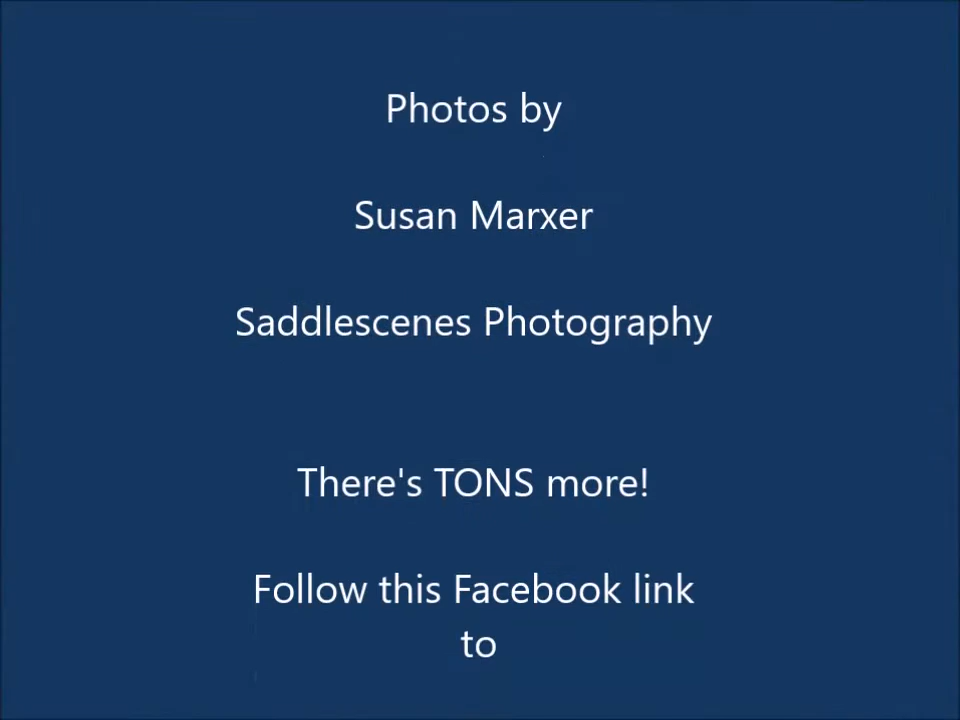 Photos by
Susan Marxer
Saddlescenes Photography
There's TONS more!
Follow this Facebook link
to